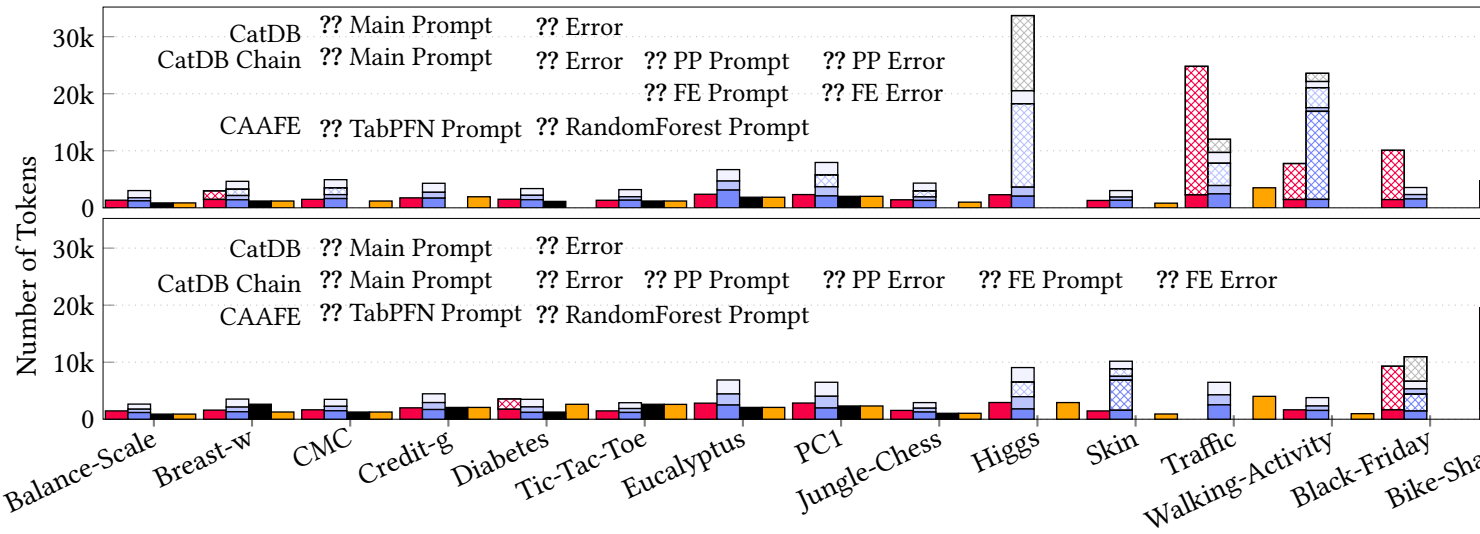 Number of Tokens
30k
20k
10k
0
CatDB ?? Main Prompt ?? Error
CatDB Chain ?? Main Prompt ?? Error ?? PP Prompt ?? PP Error
?? FE Prompt ?? FE Error
CAAFE ?? TabPFN Prompt ?? RandomForest Prompt
30k
20k
10k
0
CatDB ?? Main Prompt ?? Error
CatDB Chain ?? Main Prompt ?? Error ?? PP Prompt ?? PP Error ?? FE Prompt ?? FE Error
CAAFE ?? TabPFN Prompt ?? RandomForest Prompt
Balance-Scale
Breast-w
CMC
Credit-g
Diabetes
Tic-Tac-Toe
Eucalyptus
PC1
Jungle-Chess
Higgs
Skin
Traffic
Walking-Activity
Black-Friday
Bike-Sha